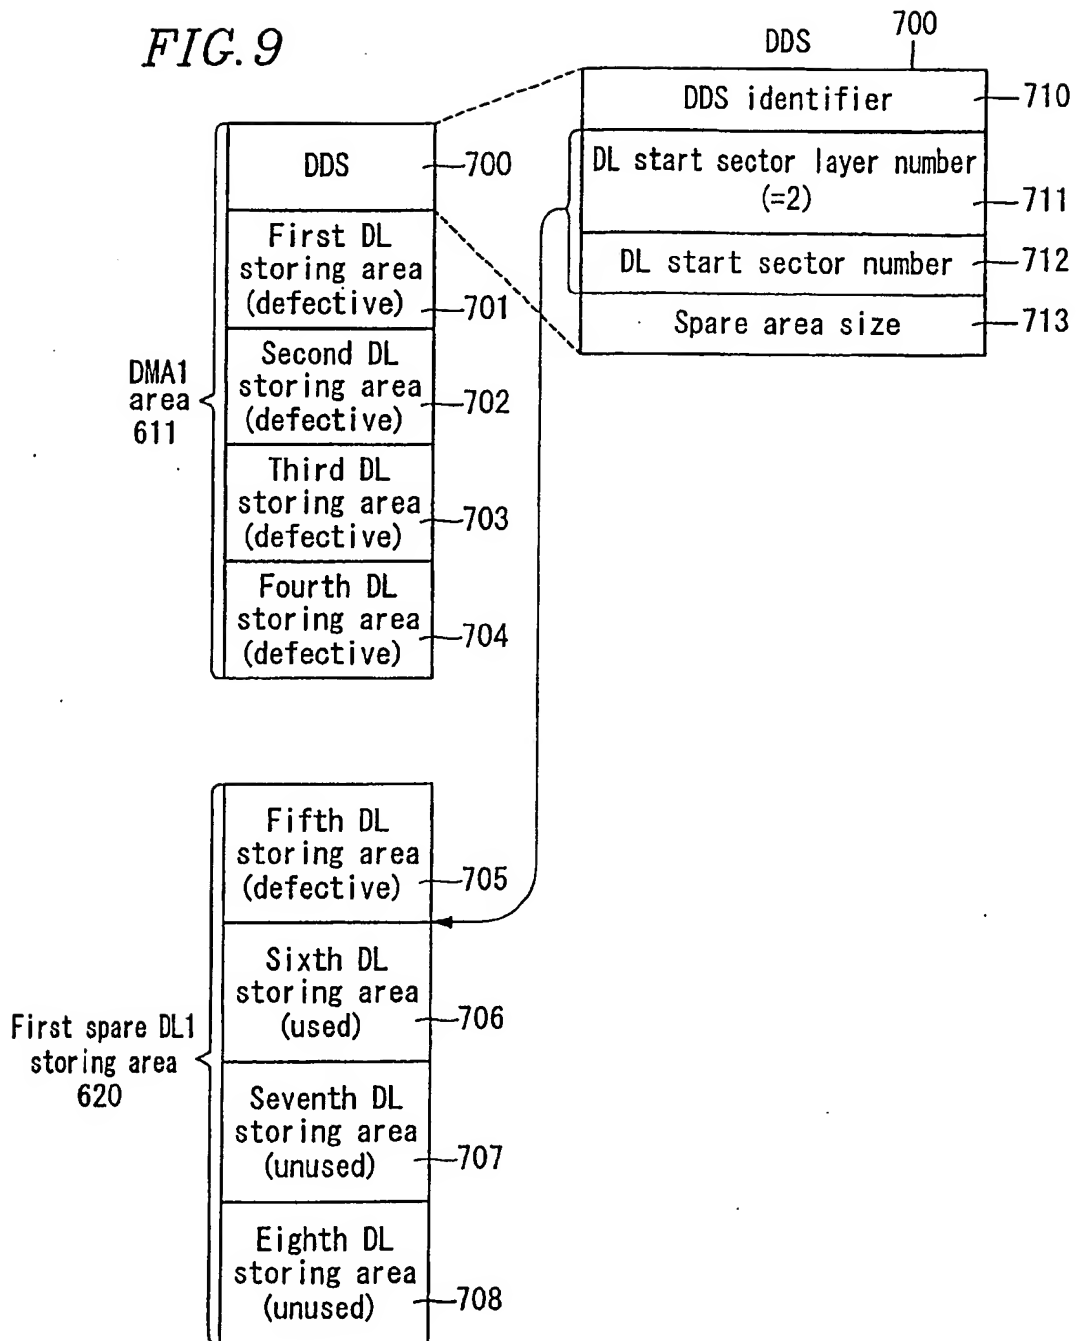 FIG. 9
DDS
700
DDS identifier
710
DL start sector layer number
(=2)
711
DL start sector number
712
Spare area size
713
DDS
700
First DL
storing area
(defective)
701
Second DL
storing area
(defective)
702
Third DL
storing area
(defective)
703
Fourth DL
storing area
(defective)
704
DMA1
area
611
Fifth DL
storing area
(defective)
705
Sixth DL
storing area
(used)
706
Seventh DL
storing area
(unused)
707
Eighth DL
storing area
(unused)
708
First spare DL1
storing area
620